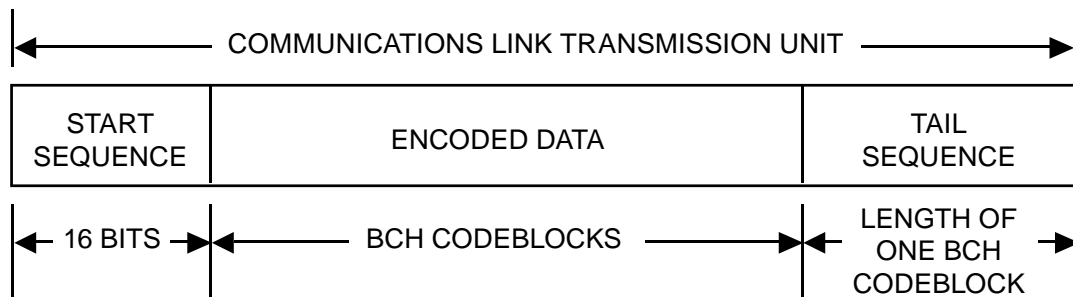 COMMUNICATIONS LINK TRANSMISSION UNIT
START
SEQUENCE
ENCODED DATA
TAIL
SEQUENCE
16 BITS
BCH CODEBLOCKS
LENGTH OF
ONE BCH
CODEBLOCK